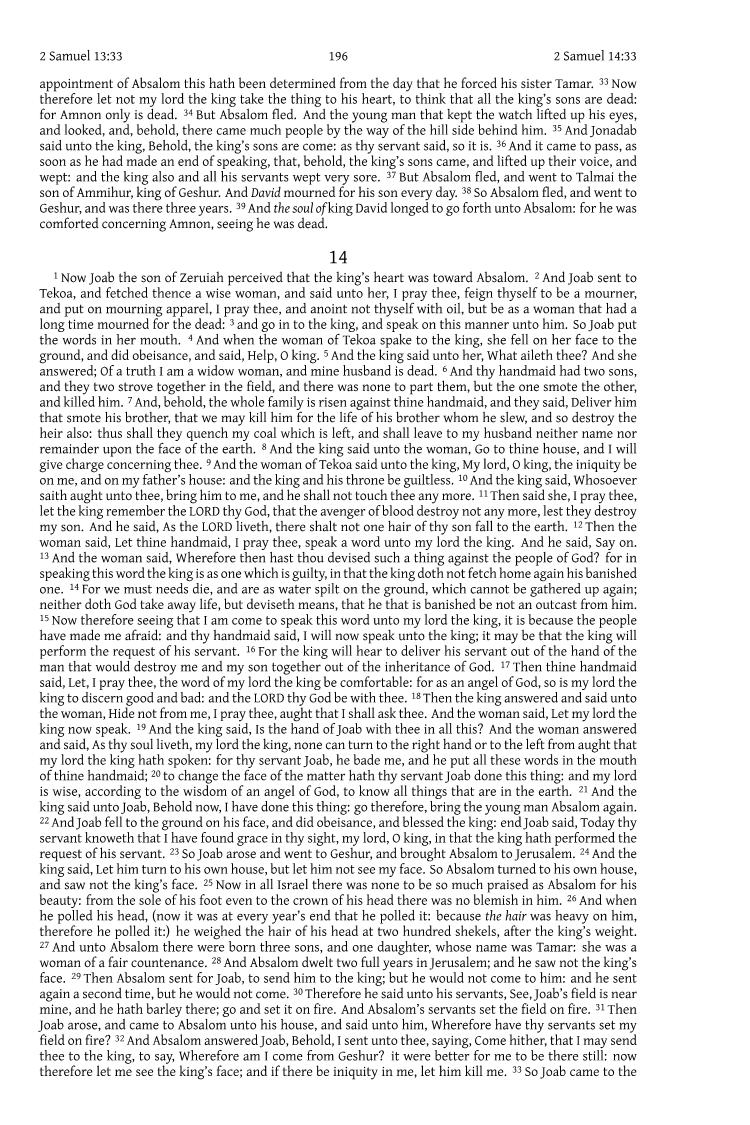 2 Samuel 13:33 196 2 Samuel 14:33
appointment of Absalom this hath been determined from the day that he forced his sister Tamar. 33 Now
therefore let not my lord the king take the thing to his heart, to think that all the king's sons are dead:
for Amnon only is dead. 34 But Absalom fled. And the young man that kept the watch lifted up his eyes,
and looked, and, behold, there came much people by the way of the hill side behind him. 35 And Jonadab
said unto the king, Behold, the king's sons are come: as thy servant said, so it is. 36 And it came to pass, as
soon as he had made an end of speaking, that, behold, the king's sons came, and lifted up their voice, and
wept: and the king also and all his servants wept very sore. 37 But Absalom fled, and went to Talmai the
son of Ammihur, king of Geshur. And David mourned for his son every day. 38 So Absalom fled, and went to
Geshur, and was there three years. 39 And the soul of king David longed to go forth unto Absalom: for he was
comforted concerning Amnon, seeing he was dead.
14
1 Now Joab the son of Zeruiah perceived that the king's heart was toward Absalom. 2 And Joab sent to
Tekoa, and fetched thence a wise woman, and said unto her, I pray thee, feign thyself to be a mourner,
and put on mourning apparel, I pray thee, and anoint not thyself with oil, but be as a woman that had a
long time mourned for the dead: 3 and go in to the king, and speak on this manner unto him. So Joab put
the words in her mouth. 4 And when the woman of Tekoa spake to the king, she fell on her face to the
ground, and did obeisance, and said, Help, O king. 5 And the king said unto her, What aileth thee? And she
answered; Of a truth I am a widow woman, and mine husband is dead. 6 And thy handmaid had two sons,
and they two strove together in the field, and there was none to part them, but the one smote the other,
and killed him. 7 And, behold, the whole family is risen against thine handmaid, and they said, Deliver him
that smote his brother, that we may kill him for the life of his brother whom he slew, and so destroy the
heir also: thus shall they quench my coal which is left, and shall leave to my husband neither name nor
remainder upon the face of the earth. 8 And the king said unto the woman, Go to thine house, and I will
give charge concerning thee. 9 And the woman of Tekoa said unto the king, My lord, O king, the iniquity be
on me, and on my father's house: and the king and his throne be guiltless. 10 And the king said, Whosoever
saith aught unto thee, bring him to me, and he shall not touch thee any more. 11 Then said she, I pray thee,
let the king remember the LORD thy God, that the avenger of blood destroy not any more, lest they destroy
my son. And he said, As the LORD liveth, there shalt not one hair of thy son fall to the earth. 12 Then the
woman said, Let thine handmaid, I pray thee, speak a word unto my lord the king. And he said, Say on.
13 And the woman said, Wherefore then hast thou devised such a thing against the people of God? for in
speaking this word the king is as one which is guilty, in that the king doth not fetch home again his banished
one. 14 For we must needs die, and are as water spilt on the ground, which cannot be gathered up again;
neither doth God take away life, but deviseth means, that he that is banished be not an outcast from him.
15 Now therefore seeing that I am come to speak this word unto my lord the king, it is because the people
have made me afraid: and thy handmaid said, I will now speak unto the king; it may be that the king will
perform the request of his servant. 16 For the king will hear to deliver his servant out of the hand of the
man that would destroy me and my son together out of the inheritance of God. 17 Then thine handmaid
said, Let, I pray thee, the word of my lord the king be comfortable: for as an angel of God, so is my lord the
king to discern good and bad: and the LORD thy God be with thee. 18 Then the king answered and said unto
the woman, Hide not from me, I pray thee, aught that I shall ask thee. And the woman said, Let my lord the
king now speak. 19 And the king said, Is the hand of Joab with thee in all this? And the woman answered
and said, As thy soul liveth, my lord the king, none can turn to the right hand or to the left from aught that
my lord the king hath spoken: for thy servant Joab, he bade me, and he put all these words in the mouth
of thine handmaid; 20 to change the face of the matter hath thy servant Joab done this thing: and my lord
is wise, according to the wisdom of an angel of God, to know all things that are in the earth. 21 And the
king said unto Joab, Behold now, I have done this thing: go therefore, bring the young man Absalom again.
22 And Joab fell to the ground on his face, and did obeisance, and blessed the king: end Joab said, Today thy
servant knoweth that I have found grace in thy sight, my lord, O king, in that the king hath performed the
request of his servant. 23 So Joab arose and went to Geshur, and brought Absalom to Jerusalem. 24 And the
king said, Let him turn to his own house, but let him not see my face. So Absalom turned to his own house,
and saw not the king's face. 25 Now in all Israel there was none to be so much praised as Absalom for his
beauty: from the sole of his foot even to the crown of his head there was no blemish in him. 26 And when
he polled his head, (now it was at every year's end that he polled it: because the hair was heavy on him,
therefore he polled it:) he weighed the hair of his head at two hundred shekels, after the king's weight.
27 And unto Absalom there were born three sons, and one daughter, whose name was Tamar: she was a
woman of a fair countenance. 28 And Absalom dwelt two full years in Jerusalem; and he saw not the king's
face. 29 Then Absalom sent for Joab, to send him to the king; but he would not come to him: and he sent
again a second time, but he would not come. 30 Therefore he said unto his servants, See, Joab's field is near
mine, and he hath barley there; go and set it on fire. And Absalom's servants set the field on fire. 31 Then
Joab arose, and came to Absalom unto his house, and said unto him, Wherefore have thy servants set my
field on fire? 32 And Absalom answered Joab, Behold, I sent unto thee, saying, Come hither, that I may send
thee to the king, to say, Wherefore am I come from Geshur? it were better for me to be there still: now
therefore let me see the king's face; and if there be iniquity in me, let him kill me. 33 So Joab came to the